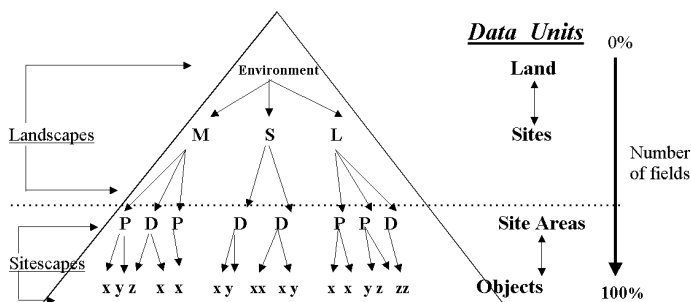 Data Units
0%
Environment
Land
Landscapes
M S L
Sites
Number
of fields
P D P D D P P D
Site Areas
Sitescapes
x y z x x x y xx x y x x y z zz
Objects
100%